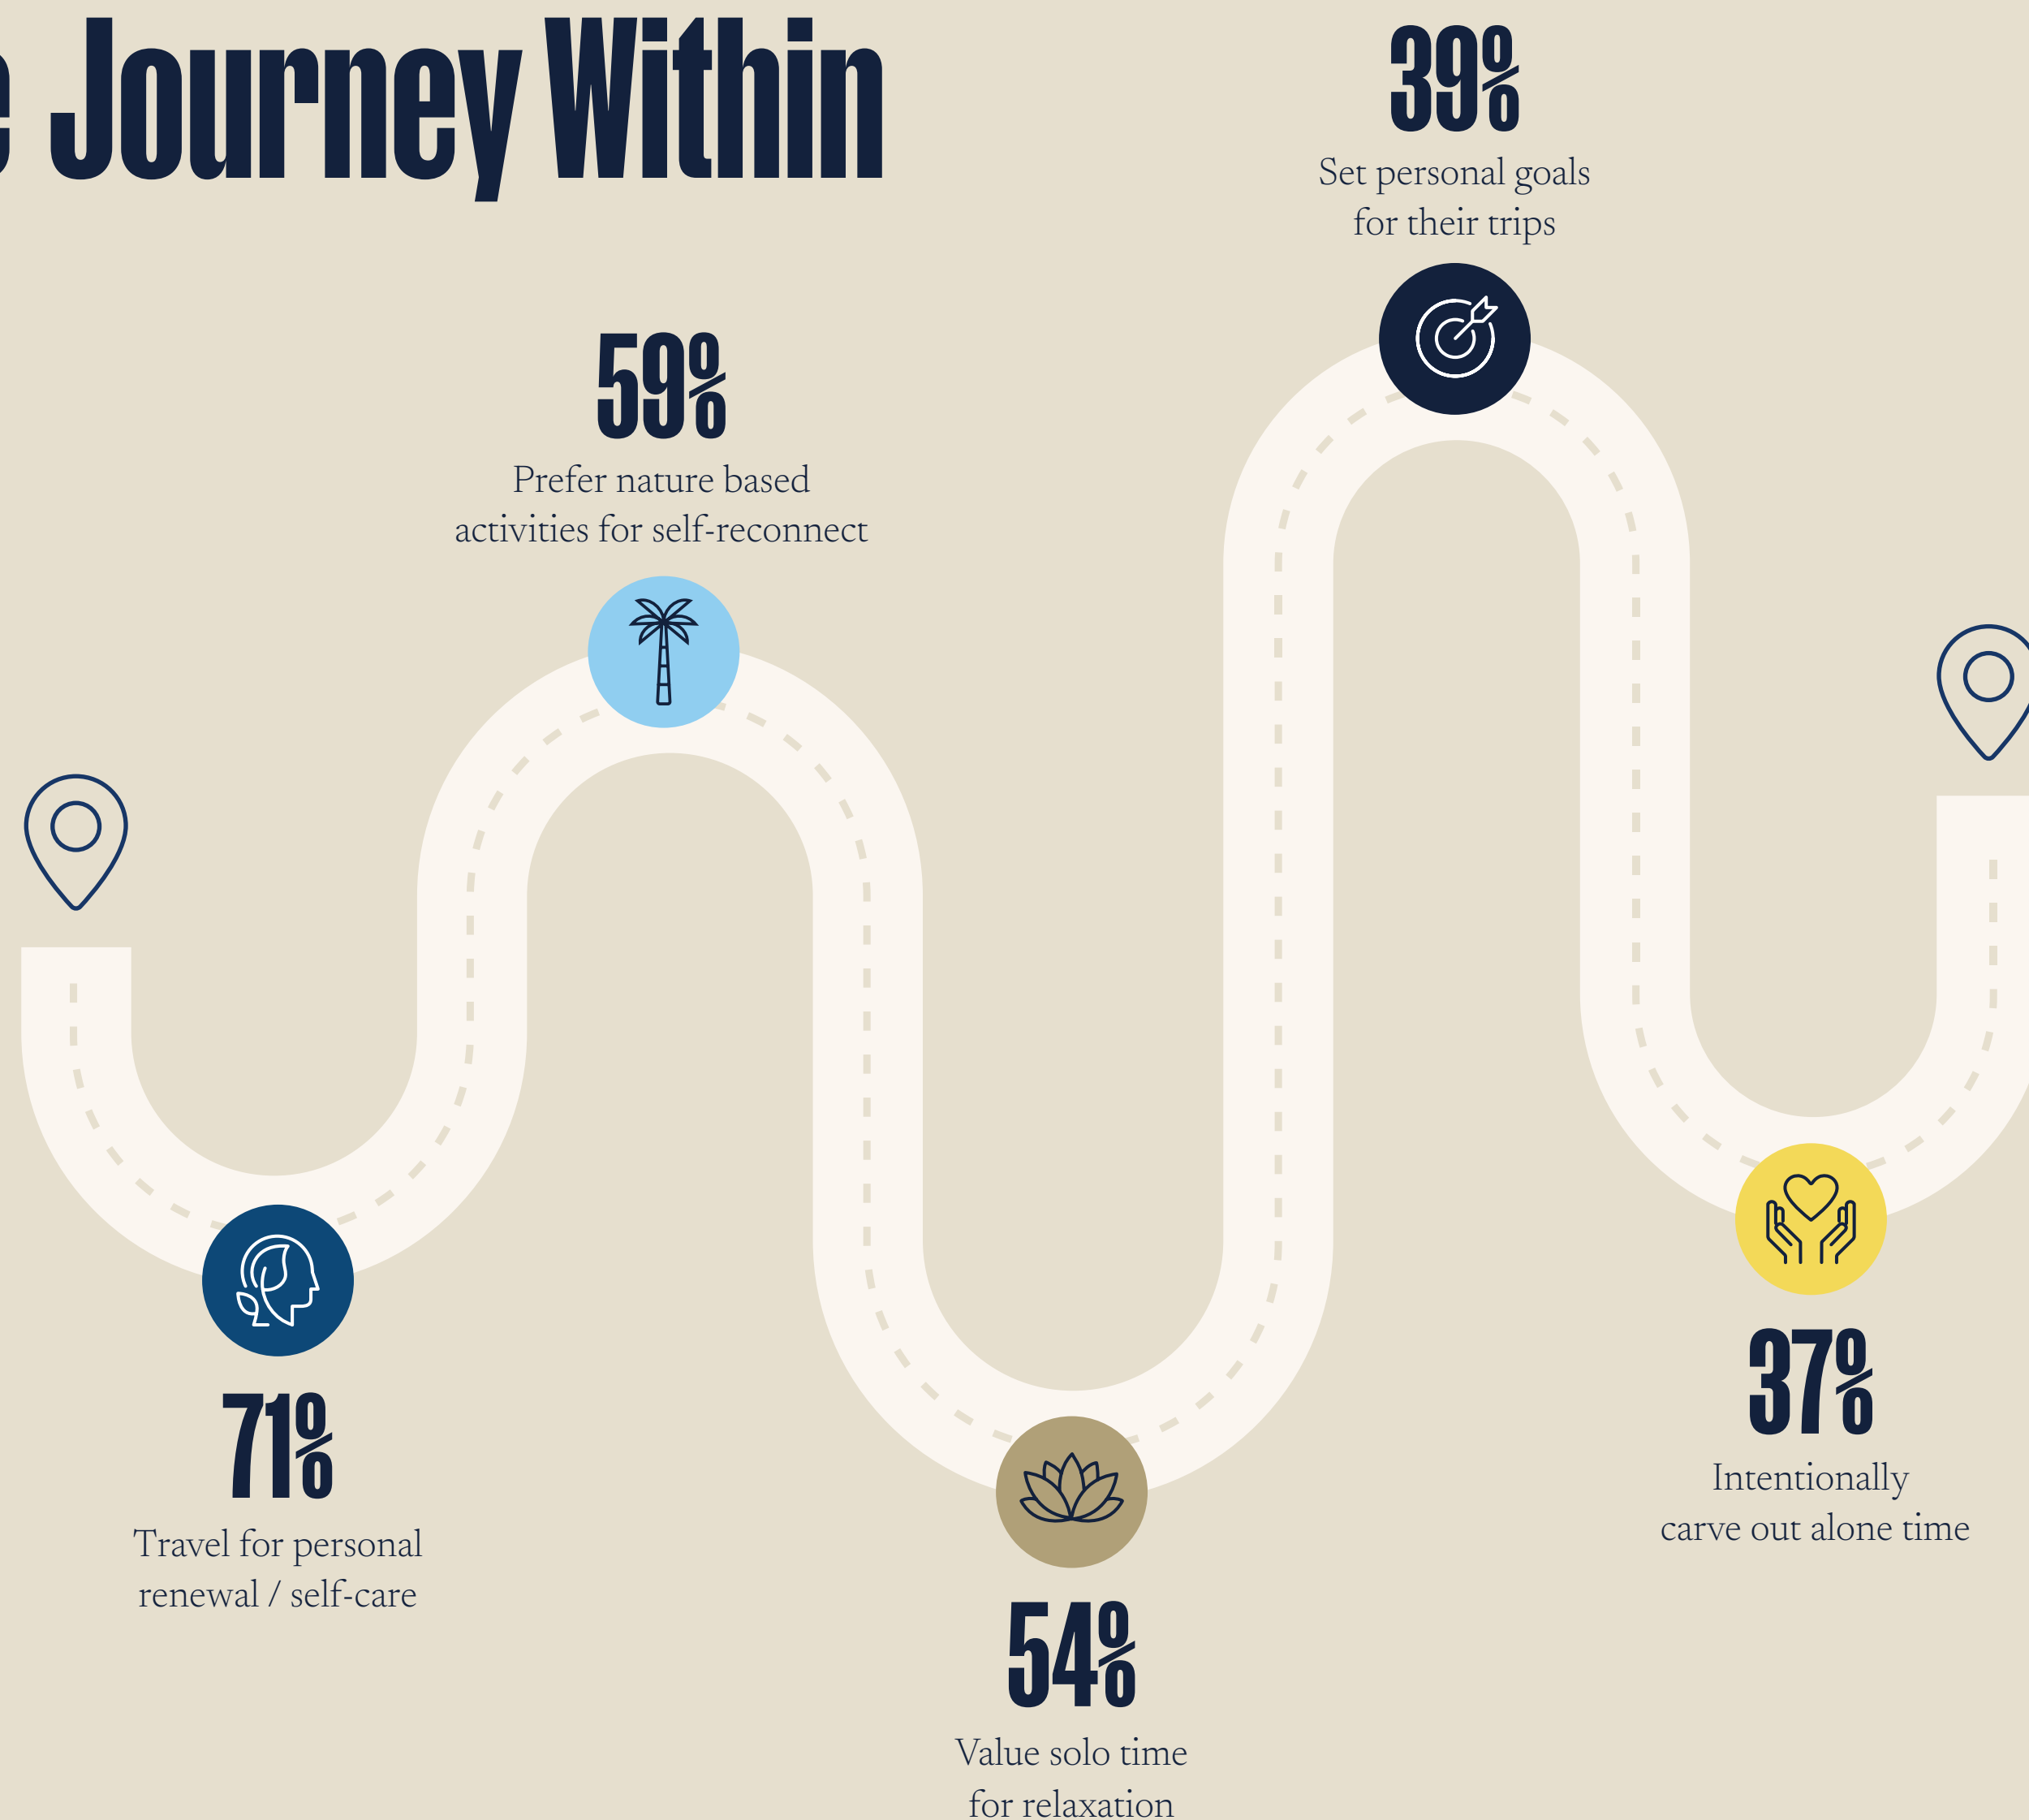 e Journey Within
39%
Set personal goals
for their trips
59%
Prefer nature based
activities for self-reconnect
71%
Travel for personal
renewal / self-care
54%
Value solo time
for relaxation
37%
Intentionally
carve out alone time